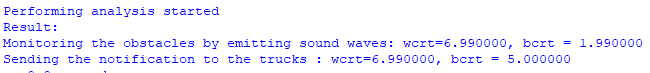 Performing analysis started
Result:
Monitoring the obstacles by emitting sound waves: wcrt=6.990000, bcrt = 1.990000
Sending the notification to the trucks : wcrt=6.990000, bcrt = 5.000000